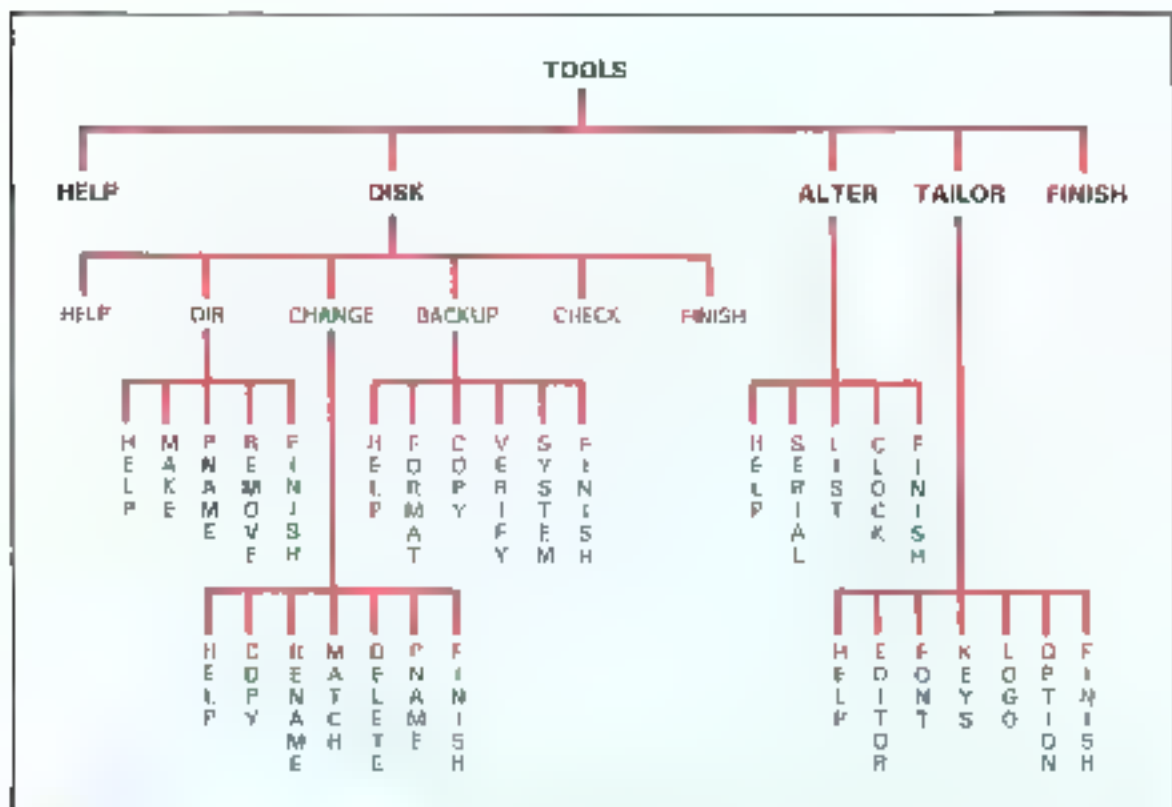 TOOLS
HELP DISK ALTER TAILOR FINISH
HELP DIR CHANGE BACKUP CHECK FINISH
HELP MAKE PNAME REMOVE FINISH HELP FORMAT COPY VERIFY SYSTEM FINISH HELP SERIAL LIST CLOCK FINISH
HELP COPY RENAME MATCH DELETE PNAME FINISH HELP EDITOR FONT KEYS LOGO OPTION FINISH